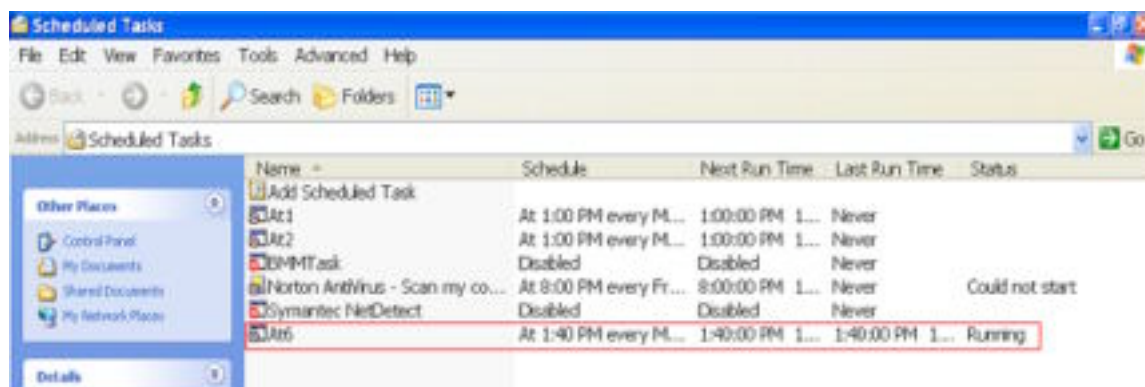 Scheduled Tasks
File Edit View Favorites Tools Advanced Help
Back Search Folders
Address Scheduled Tasks Go
Name Schedule Next Run Time Last Run Time Status
Add Scheduled Task
At1 At 1:00 PM every M... 1:00:00 PM 1... Never
At2 At 1:00 PM every M... 1:00:00 PM 1... Never
BMMTask Disabled Disabled Never
Norton AntiVirus - Scan my co... At 8:00 PM every Fr... 8:00:00 PM 1... Never Could not start
Symantec NetDetect Disabled Disabled Never
At6 At 1:40 PM every M... 1:40:00 PM 1... 1:40:00 PM 1... Running
Other Places
Control Panel
My Documents
Shared Documents
My Network Places
Details